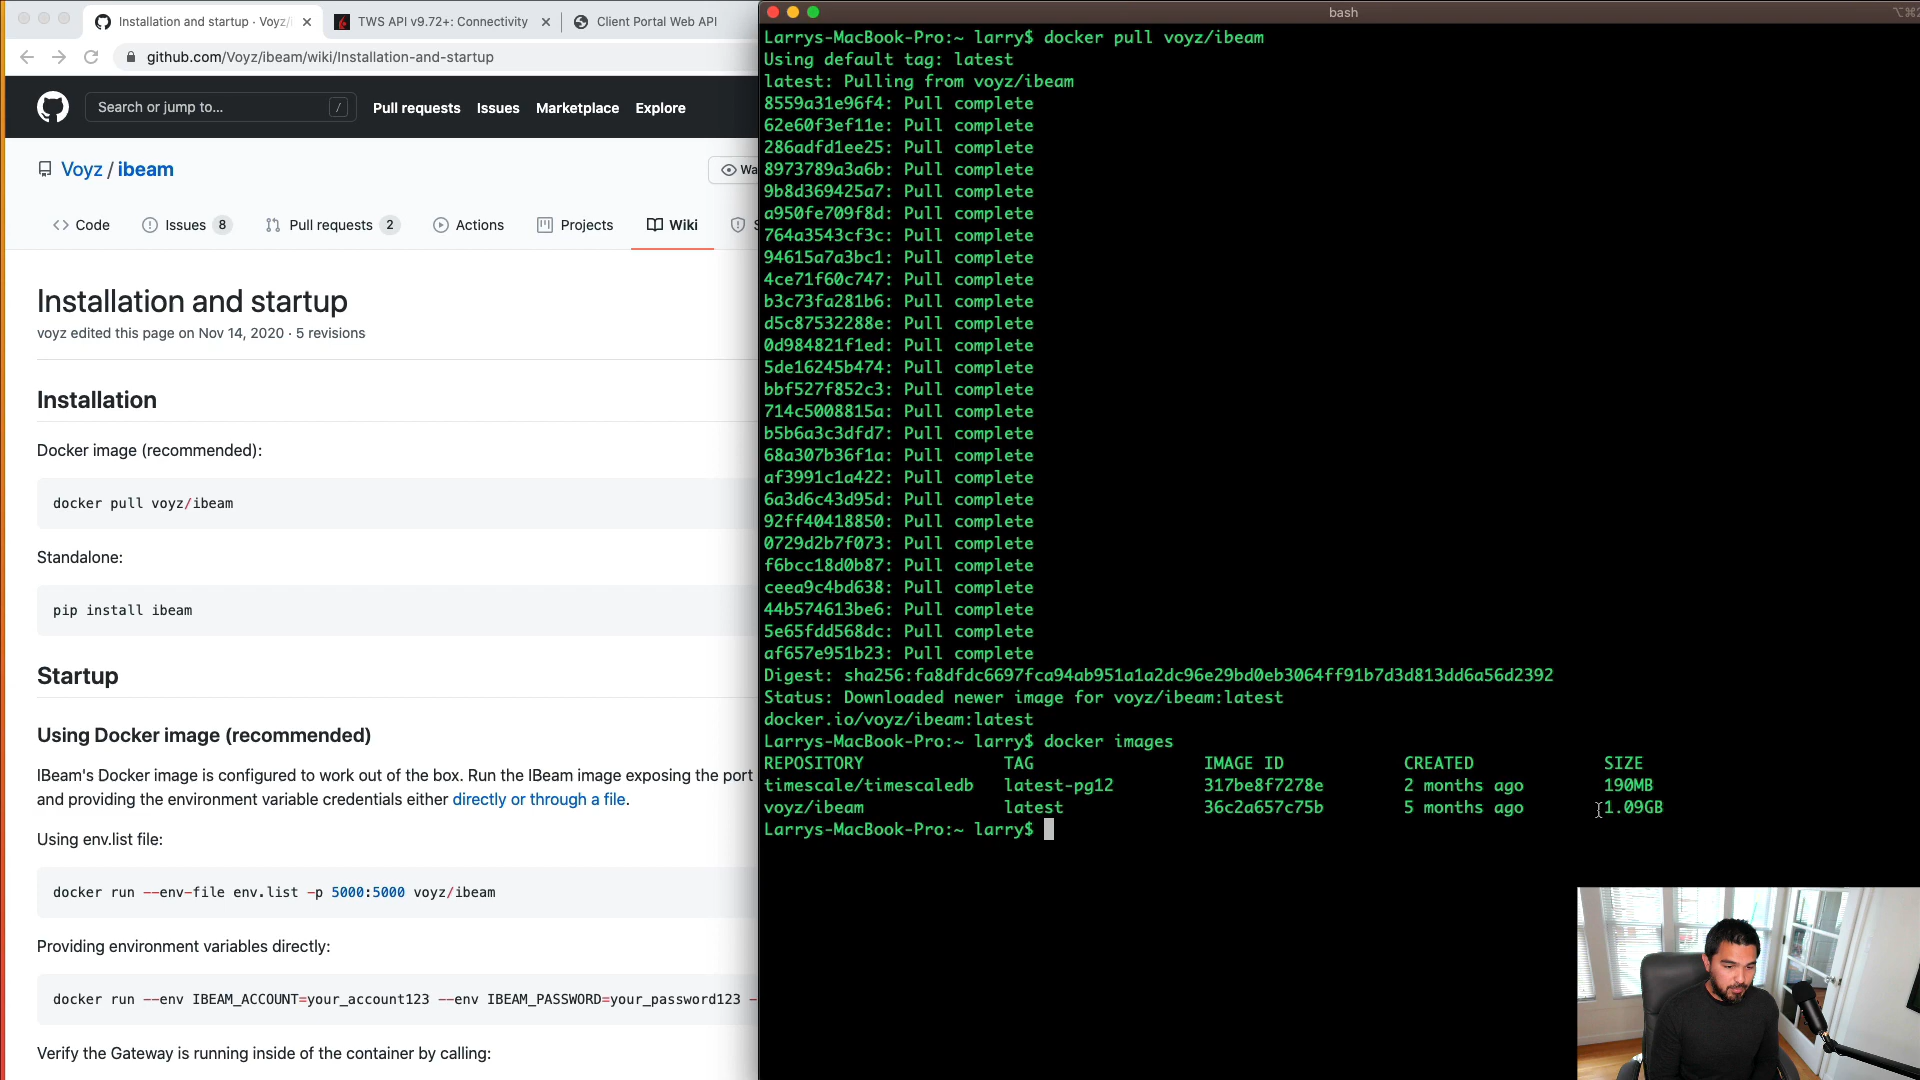 Installation and startup · Voyz/i
TWS API v9.72+: Connectivity
Client Portal Web API
github.com/Voyz/ibeam/wiki/Installation-and-startup
Search or jump to...
/
Pull requests
Issues
Marketplace
Explore
Voyz / ibeam
Wa
Code
Issues 8
Pull requests 2
Actions
Projects
Wiki
S
Installation and startup
voyz edited this page on Nov 14, 2020 · 5 revisions
Installation
Docker image (recommended):
docker pull voyz/ibeam
Standalone:
pip install ibeam
Startup
Using Docker image (recommended)
IBeam's Docker image is configured to work out of the box. Run the IBeam image exposing the port
and providing the environment variable credentials either directly or through a file.
Using env.list file:
docker run --env-file env.list -p 5000:5000 voyz/ibeam
Providing environment variables directly:
docker run --env IBEAM_ACCOUNT=your_account123 --env IBEAM_PASSWORD=your_password123 -
Verify the Gateway is running inside of the container by calling:
bash
Larrys-MacBook-Pro:~ larry$ docker pull voyz/ibeam
Using default tag: latest
latest: Pulling from voyz/ibeam
8559a31e96f4: Pull complete
62e60f3ef11e: Pull complete
286adfd1ee25: Pull complete
8973789a3a6b: Pull complete
9b8d369425a7: Pull complete
a950fe709f8d: Pull complete
764a3543cf3c: Pull complete
94615a7a3bc1: Pull complete
4ce71f60c747: Pull complete
b3c73fa281b6: Pull complete
d5c87532288e: Pull complete
0d984821f1ed: Pull complete
5de16245b474: Pull complete
bbf527f852c3: Pull complete
714c5008815a: Pull complete
b5b6a3c3dfd7: Pull complete
68a307b36f1a: Pull complete
af3991c1a422: Pull complete
6a3d6c43d95d: Pull complete
92ff40418850: Pull complete
0729d2b7f073: Pull complete
f6bcc18d0b87: Pull complete
ceea9c4bd638: Pull complete
44b574613be6: Pull complete
5e65fdd568dc: Pull complete
af657e951b23: Pull complete
Digest: sha256:fa8dfdc6697fca94ab951a1a2dc96e29bd0eb3064ff91b7d3d813dd6a56d2392
Status: Downloaded newer image for voyz/ibeam:latest
docker.io/voyz/ibeam:latest
Larrys-MacBook-Pro:~ larry$ docker images
REPOSITORY TAG IMAGE ID CREATED SIZE
timescale/timescaledb latest-pg12 317be8f7278e 2 months ago 190MB
voyz/ibeam latest 36c2a657c75b 5 months ago 1.09GB
Larrys-MacBook-Pro:~ larry$